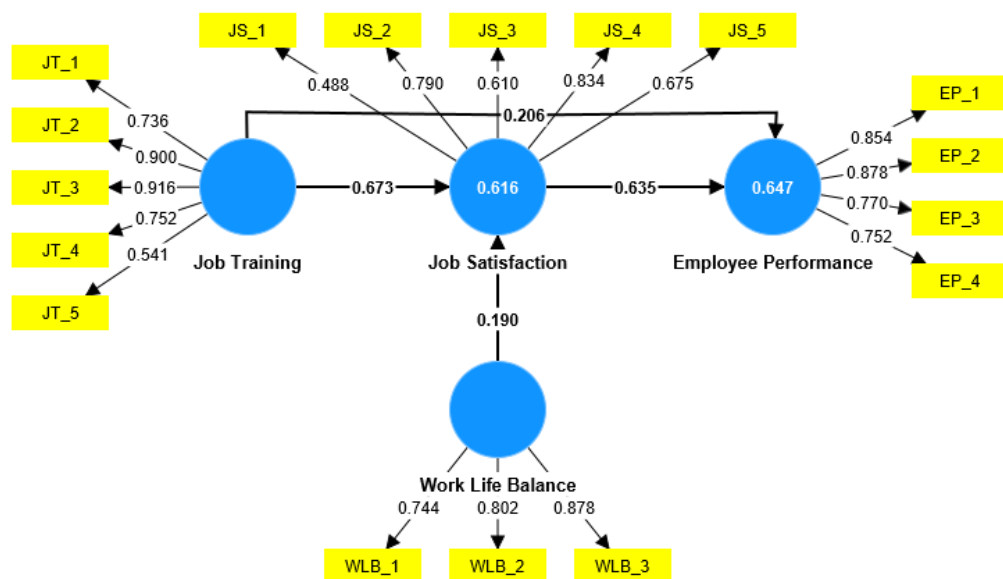 JS_1
JS_2
JS_3
JS_4
JS_5
JT_1
JT_2
JT_3
JT_4
JT_5
EP_1
EP_2
EP_3
EP_4
0.488
0.790
0.610
0.834
0.675
0.736
0.900
0.916
0.752
0.541
0.206
0.854
0.878
0.770
0.752
0.673
0.616
0.635
0.647
Job Training
Job Satisfaction
Employee Performance
0.190
Work Life Balance
0.744
0.802
0.878
WLB_1
WLB_2
WLB_3